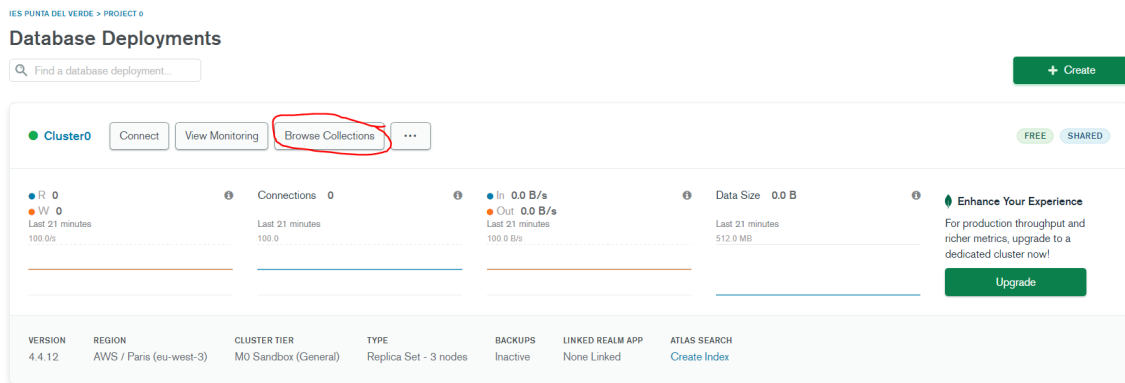 IES PUNTA DEL VERDE > PROJECT 0
Database Deployments
Find a database deployment...
+ Create
Cluster0 Connect View Monitoring Browse Collections ... FREE SHARED
R 0
W 0
Last 21 minutes
100.0/s
Connections 0
Last 21 minutes
100.0
In 0.0 B/s
Out 0.0 B/s
Last 21 minutes
100.0 B/s
Data Size 0.0 B
Last 21 minutes
512.0 MB
Enhance Your Experience
For production throughput and
richer metrics, upgrade to a
dedicated cluster now!
Upgrade
VERSION REGION CLUSTER TIER TYPE BACKUPS LINKED REALM APP ATLAS SEARCH
4.4.12 AWS / Paris (eu-west-3) M0 Sandbox (General) Replica Set - 3 nodes Inactive None Linked Create Index